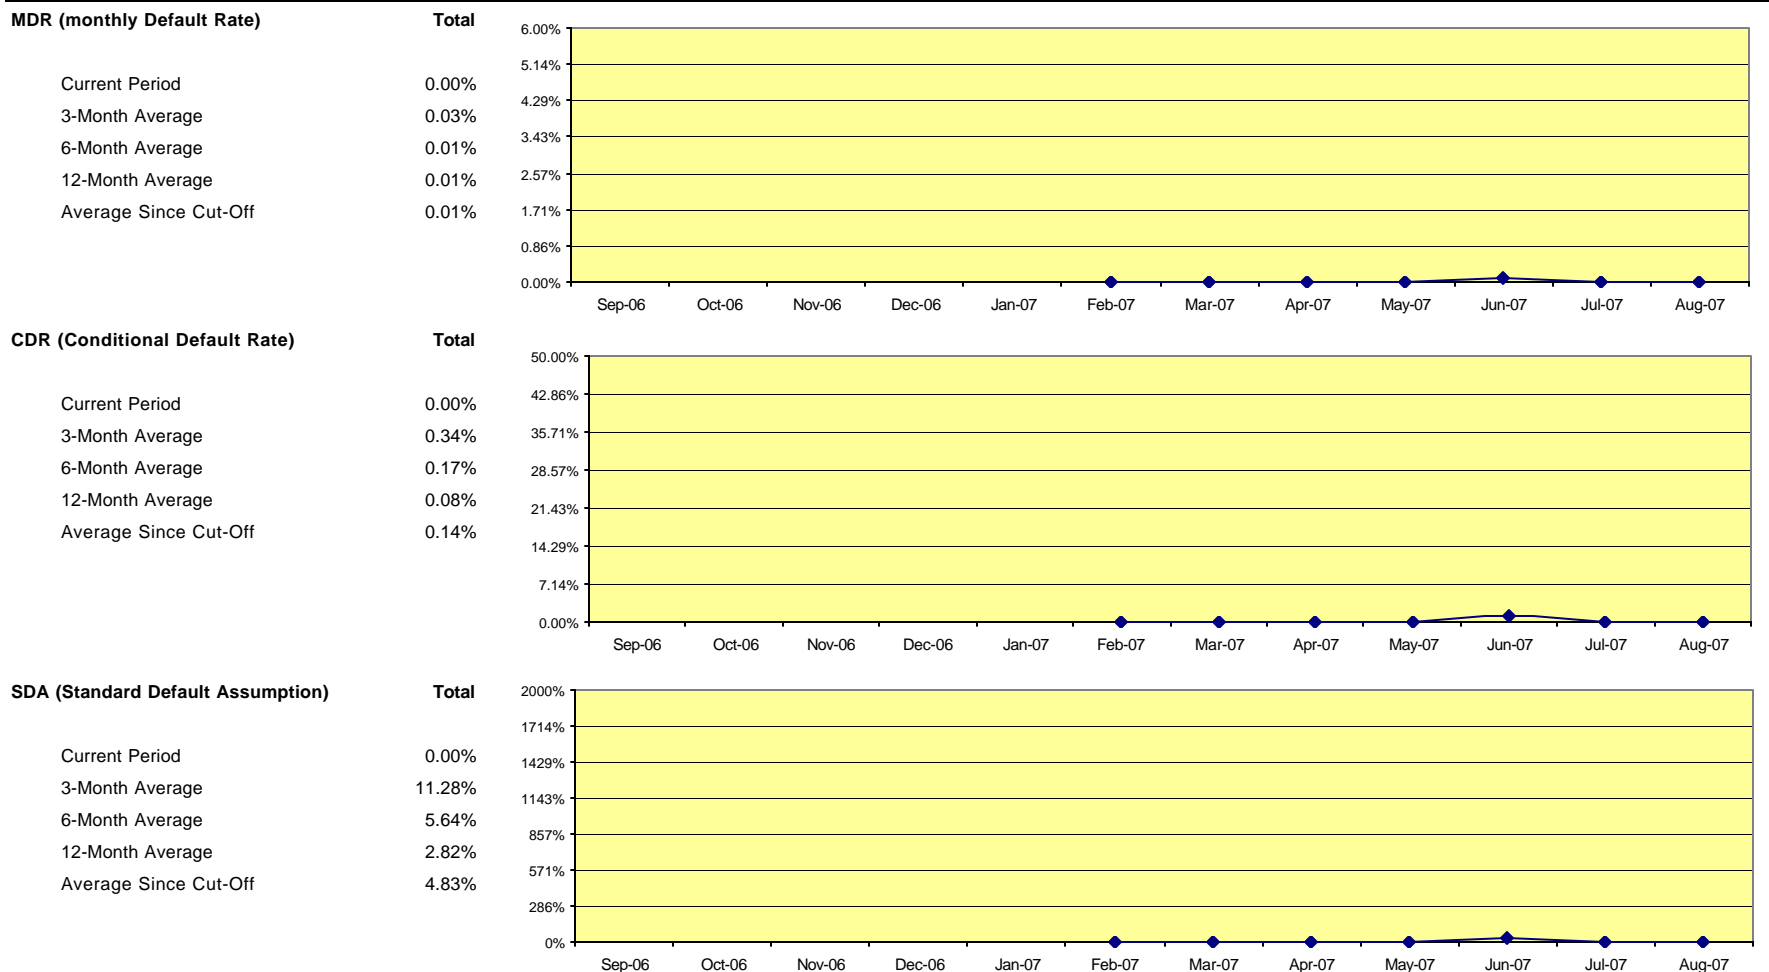 MDR (monthly Default Rate) Total
Current Period 0.00%
3-Month Average 0.03%
6-Month Average 0.01%
12-Month Average 0.01%
Average Since Cut-Off 0.01%
6.00%
5.14%
4.29%
3.43%
2.57%
1.71%
0.86%
0.00%
Sep-06 Oct-06 Nov-06 Dec-06 Jan-07 Feb-07 Mar-07 Apr-07 May-07 Jun-07 Jul-07 Aug-07
CDR (Conditional Default Rate) Total
Current Period 0.00%
3-Month Average 0.34%
6-Month Average 0.17%
12-Month Average 0.08%
Average Since Cut-Off 0.14%
50.00%
42.86%
35.71%
28.57%
21.43%
14.29%
7.14%
0.00%
Sep-06 Oct-06 Nov-06 Dec-06 Jan-07 Feb-07 Mar-07 Apr-07 May-07 Jun-07 Jul-07 Aug-07
SDA (Standard Default Assumption) Total
Current Period 0.00%
3-Month Average 11.28%
6-Month Average 5.64%
12-Month Average 2.82%
Average Since Cut-Off 4.83%
2000%
1714%
1429%
1143%
857%
571%
286%
0%
Sep-06 Oct-06 Nov-06 Dec-06 Jan-07 Feb-07 Mar-07 Apr-07 May-07 Jun-07 Jul-07 Aug-07